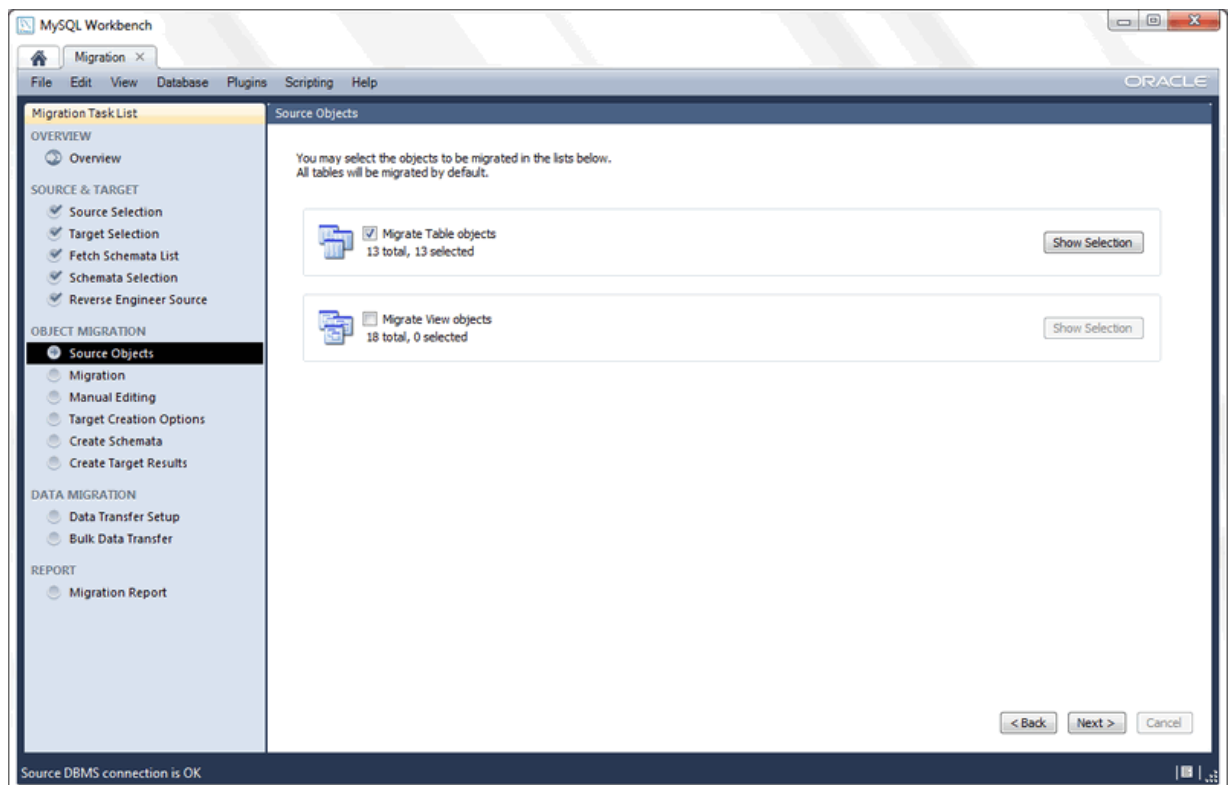 MySQL Workbench
Migration ×
File Edit View Database Plugins Scripting Help
ORACLE
Migration Task List
OVERVIEW
Overview
SOURCE & TARGET
Source Selection
Target Selection
Fetch Schemata List
Schemata Selection
Reverse Engineer Source
OBJECT MIGRATION
Source Objects
Migration
Manual Editing
Target Creation Options
Create Schemata
Create Target Results
DATA MIGRATION
Data Transfer Setup
Bulk Data Transfer
REPORT
Migration Report
Source Objects
You may select the objects to be migrated in the lists below.
All tables will be migrated by default.
Migrate Table objects
13 total, 13 selected
Show Selection
Migrate View objects
18 total, 0 selected
Show Selection
< Back Next > Cancel
Source DBMS connection is OK